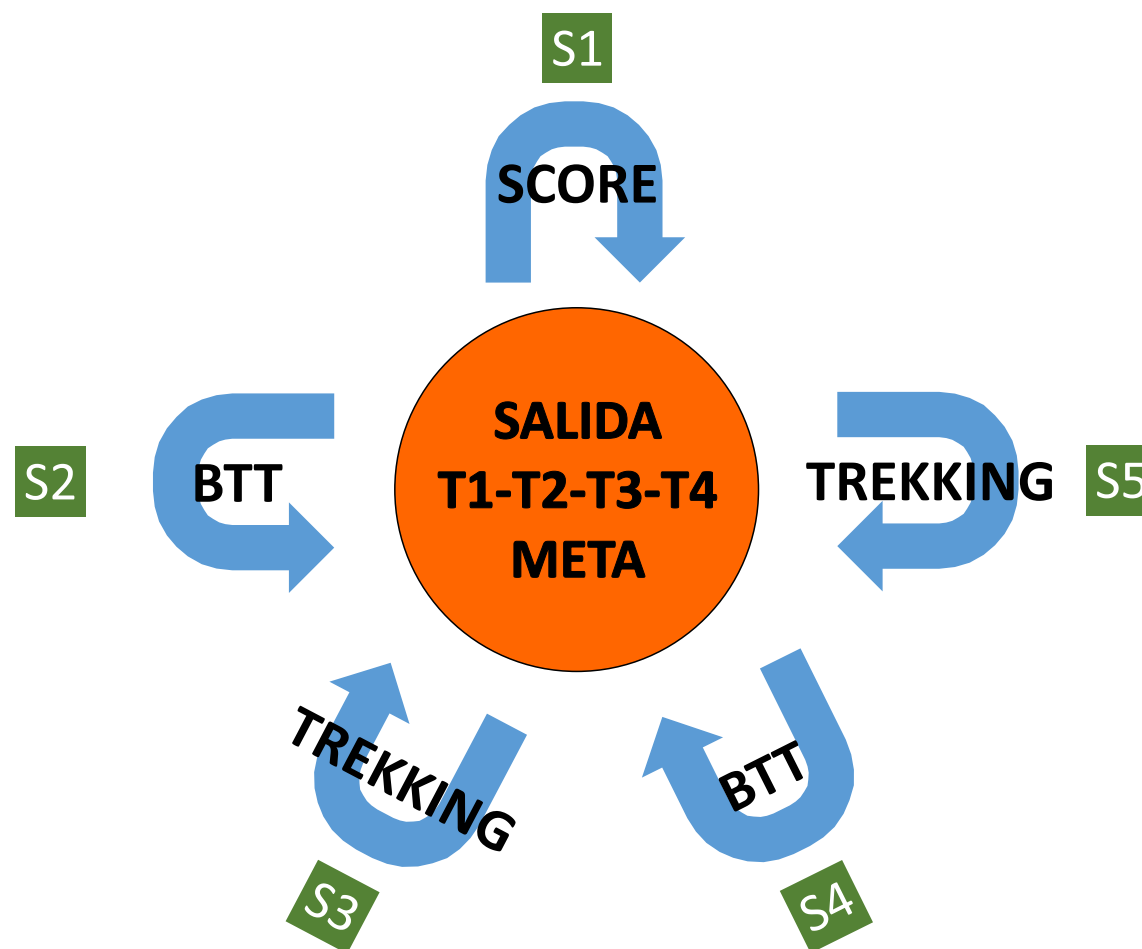 S1
SCORE
SALIDA
T1-T2-T3-T4
META
S2
BTT
TREKKING
S5
TREKKING
BTT
S3
S4